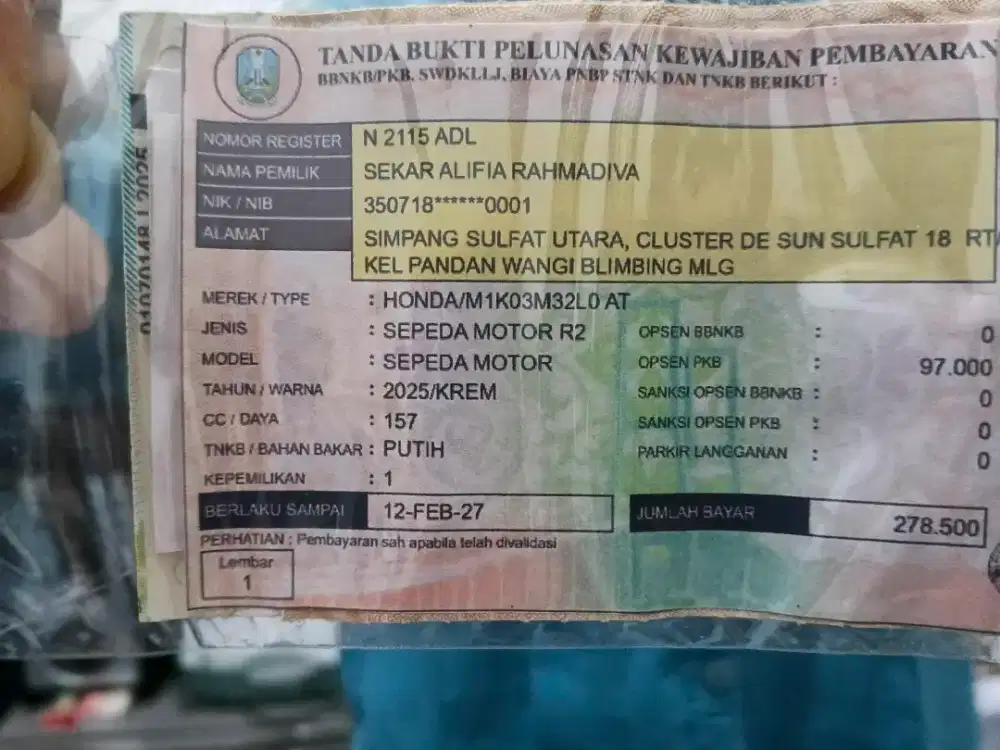 TANDA BUKTI PELUNASAN KEWAJIBAN PEMBAYARAN
BBNKB/PKB, SWDKLLJ, BIAYA PNBP STNK DAN TNKB BERIKUT :
NOMOR REGISTER N 2115 ADL
NAMA PEMILIK SEKAR ALIFIA RAHMADIVA
NIK / NIB 350718******0001
ALAMAT SIMPANG SULFAT UTARA, CLUSTER DE SUN SULFAT 18 RT
KEL PANDAN WANGI BLIMBING MLG
MEREK / TYPE : HONDA/M1K03M32L0 AT
JENIS : SEPEDA MOTOR R2 OPSEN BBNKB : 0
MODEL : SEPEDA MOTOR OPSEN PKB : 97.000
TAHUN / WARNA : 2025/KREM SANKSI OPSEN BBNKB : 0
CC / DAYA : 157 SANKSI OPSEN PKB : 0
TNKB / BAHAN BAKAR : PUTIH PARKIR LANGGANAN : 0
KEPEMILIKAN : 1
BERLAKU SAMPAI 12-FEB-27 JUMLAH BAYAR 278.500
PERHATIAN : Pembayaran sah apabila telah divalidasi
Lembar
1